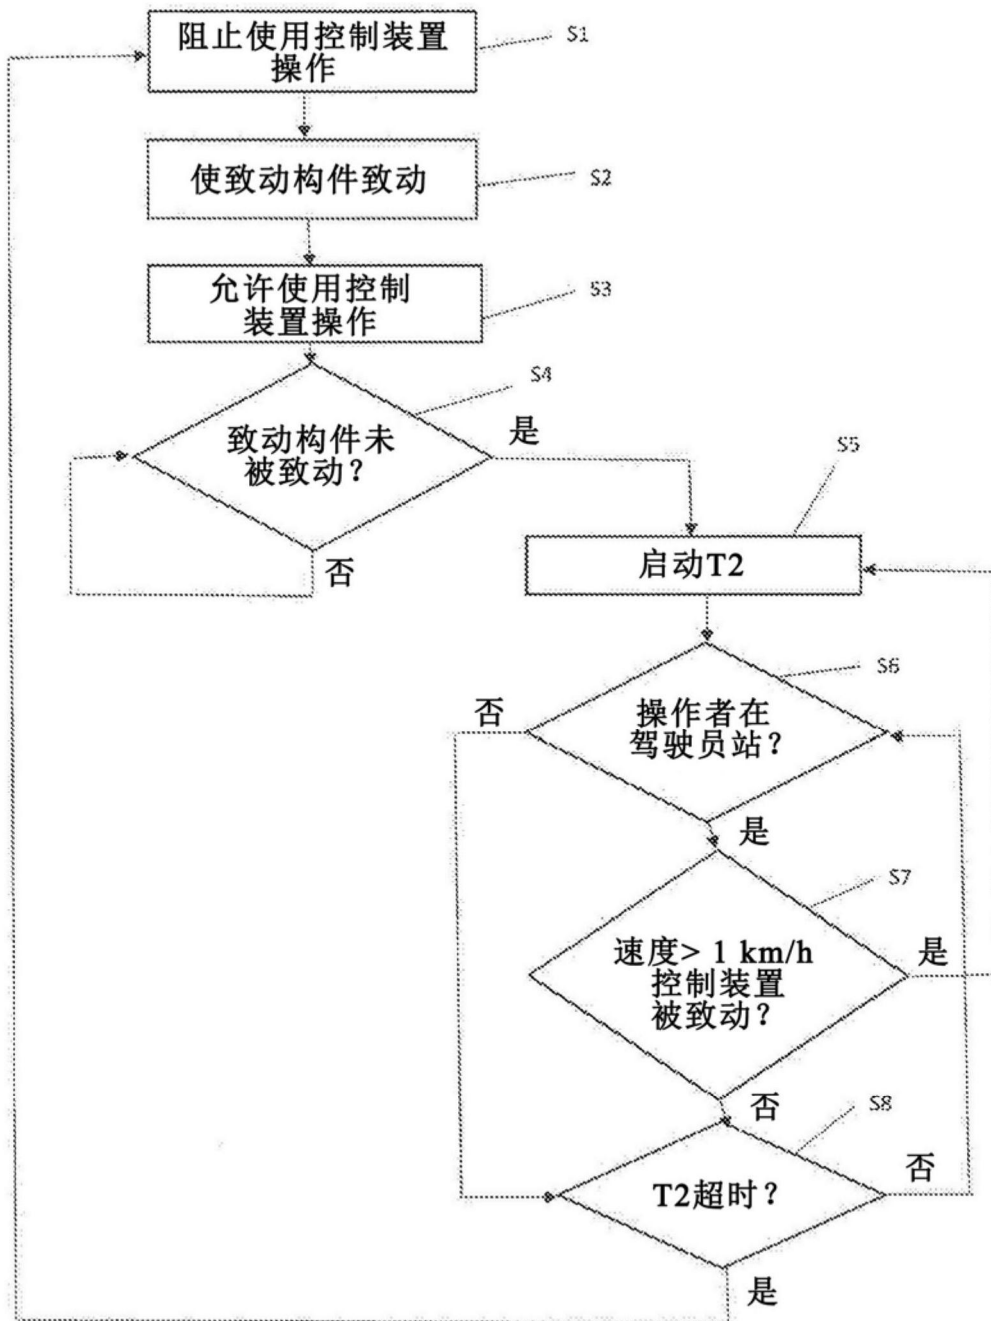 阻止使用控制装置
操作
S1
使致动构件致动
S2
允许使用控制
装置操作
S3
S4
致动构件未
被致动?
是
否
S5
启动T2
S6
否
操作者在
驾驶员站?
是
S7
速度> 1 km/h
控制装置
被致动?
是
否
S8
T2超时?
否
是